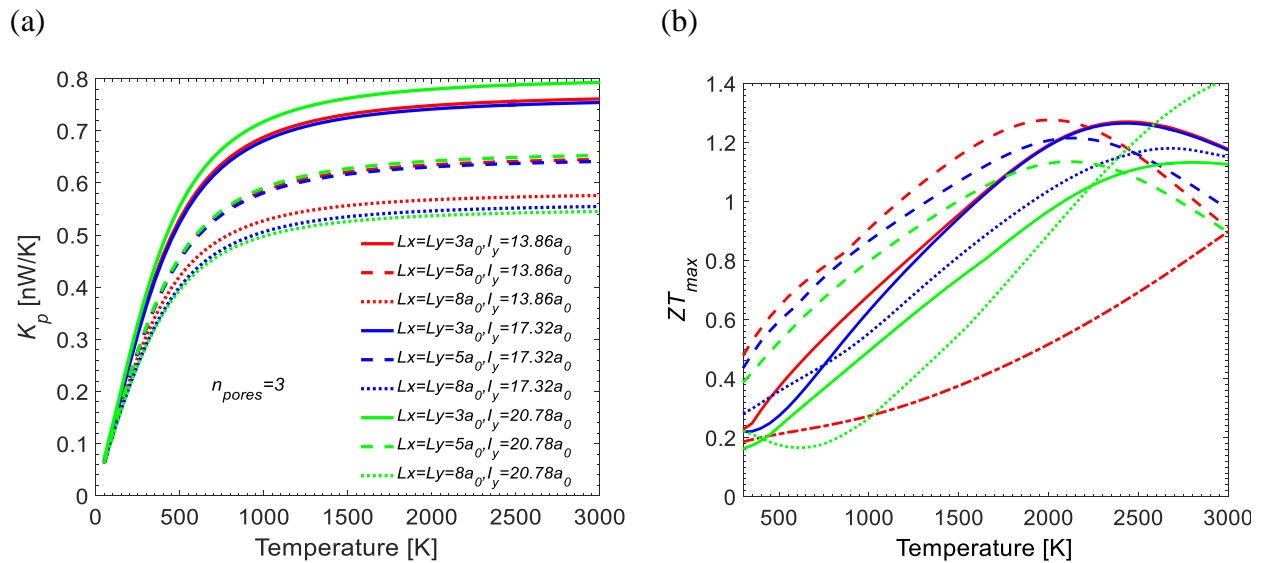 (a)
(b)
0.8
0.7
0.6
0.5
0.4
0.3
0.2
0.1
0
K_p [nW/K]
n_pores=3
Lx=Ly=3a_0,l_y=13.86a_0
Lx=Ly=5a_0,l_y=13.86a_0
Lx=Ly=8a_0,l_y=13.86a_0
Lx=Ly=3a_0,l_y=17.32a_0
Lx=Ly=5a_0,l_y=17.32a_0
Lx=Ly=8a_0,l_y=17.32a_0
Lx=Ly=3a_0,l_y=20.78a_0
Lx=Ly=5a_0,l_y=20.78a_0
Lx=Ly=8a_0,l_y=20.78a_0
0 500 1000 1500 2000 2500 3000
Temperature [K]
1.4
1.2
1
0.8
0.6
0.4
0.2
0
ZT_max
500 1000 1500 2000 2500 3000
Temperature [K]